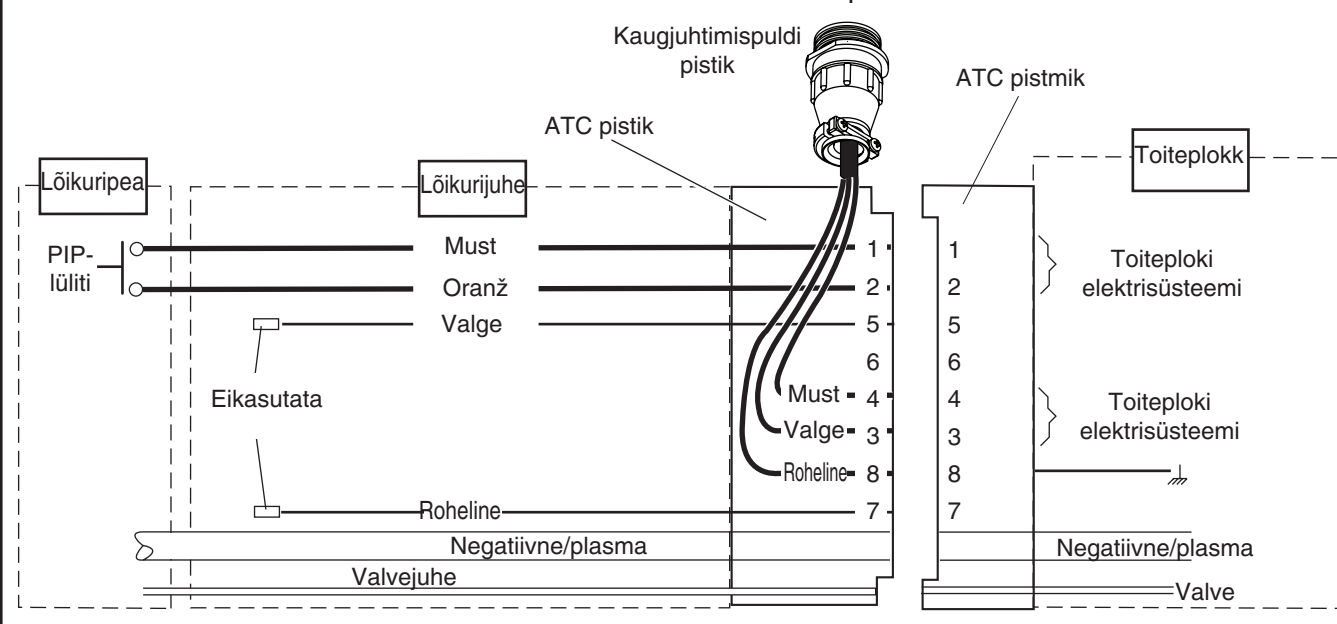 Kaugjuhtimispuldi
pistik
ATC pistmik
ATC pistik
Toiteplokk
Lõikuripea
Lõikurijuhe
PIP-
lüliti
Must
1
1
Toiteploki
elektrisüsteemi
Oranž
2
2
Valge
5
5
6
6
Eikasutata
Must
4
4
Toiteploki
elektrisüsteemi
Valge
3
3
Roheline
8
8
Roheline
7
7
Negatiivne/plasma
Negatiivne/plasma
Valvejuhe
Valve